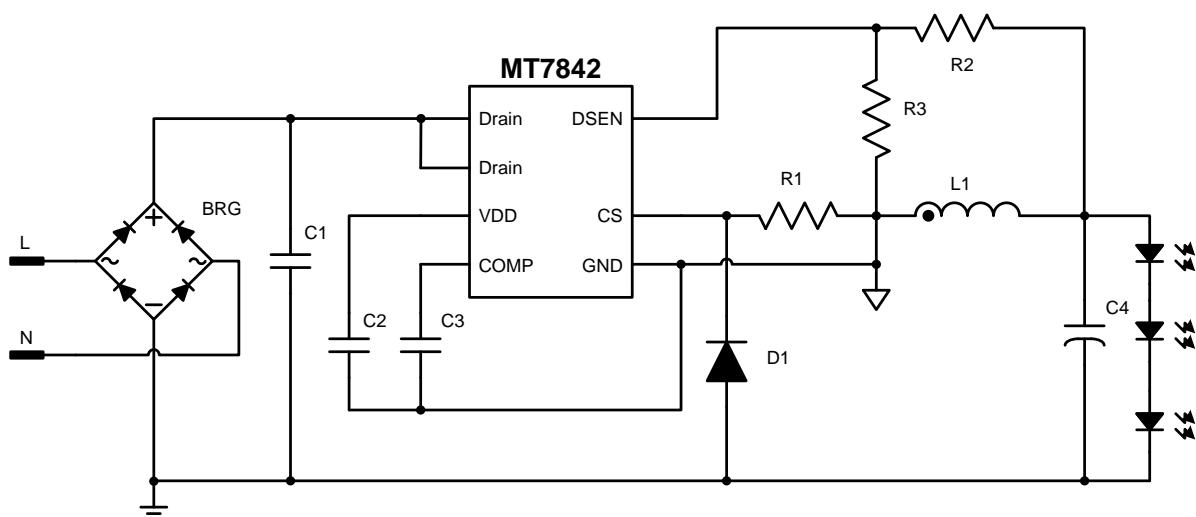 MT7842
R2
R3
Drain
DSEN
Drain
R1
L1
BRG
VDD
CS
L
C1
COMP
GND
C2
C3
C4
N
D1